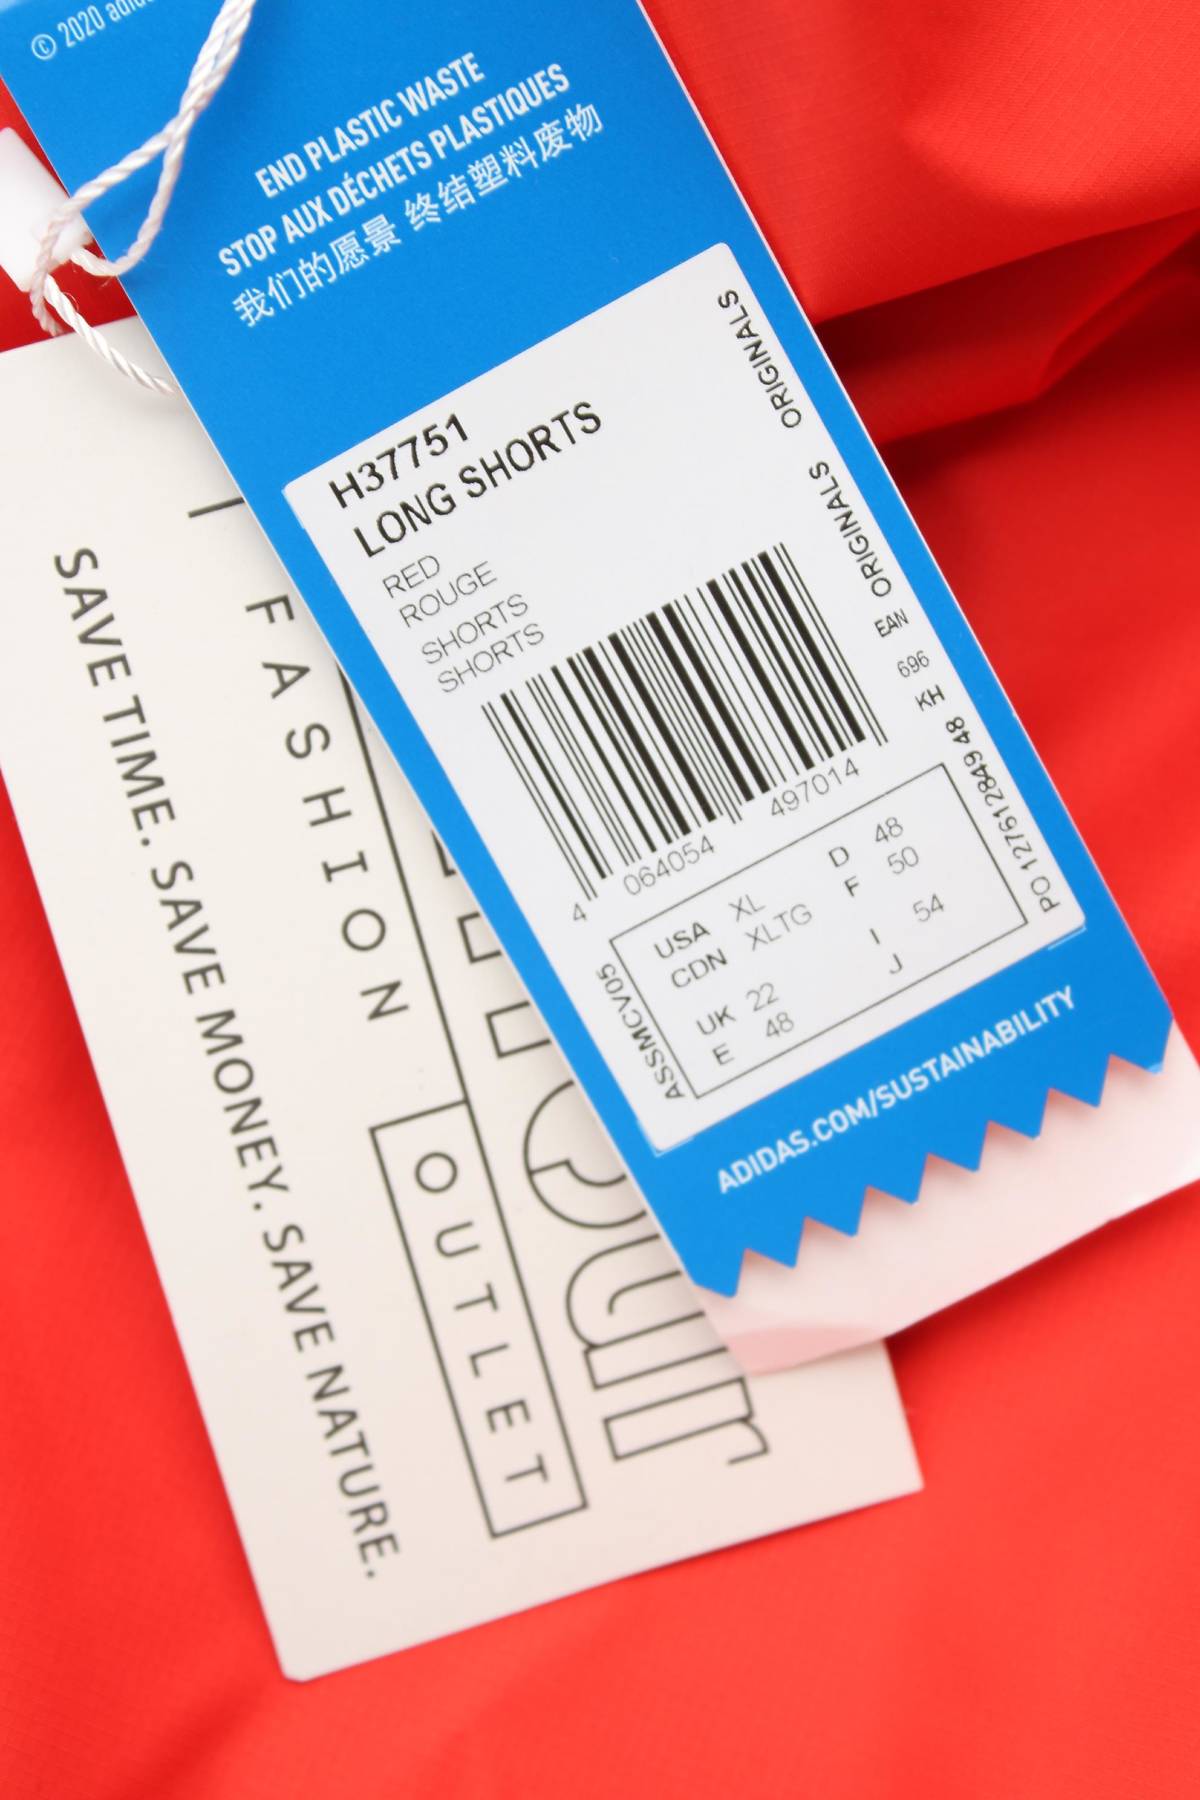 © 2020 adidas
END PLASTIC WASTE
STOP AUX DÉCHETS PLASTIQUES
我们的愿景 终结塑料废物
H37751
LONG SHORTS
RED
ROUGE
SHORTS
SHORTS
ORIGINALS
ORIGINALS
EAN
696
KH
48
PO 1276128494
4 064054 497014
USA XL D 48
CDN XLTG F 50
UK 22 I 54
E 48 J
ASSMCV05
ADIDAS.COM/SUSTAINABILITY
FASHION
OUTLET
SAVE TIME. SAVE MONEY. SAVE NATURE.